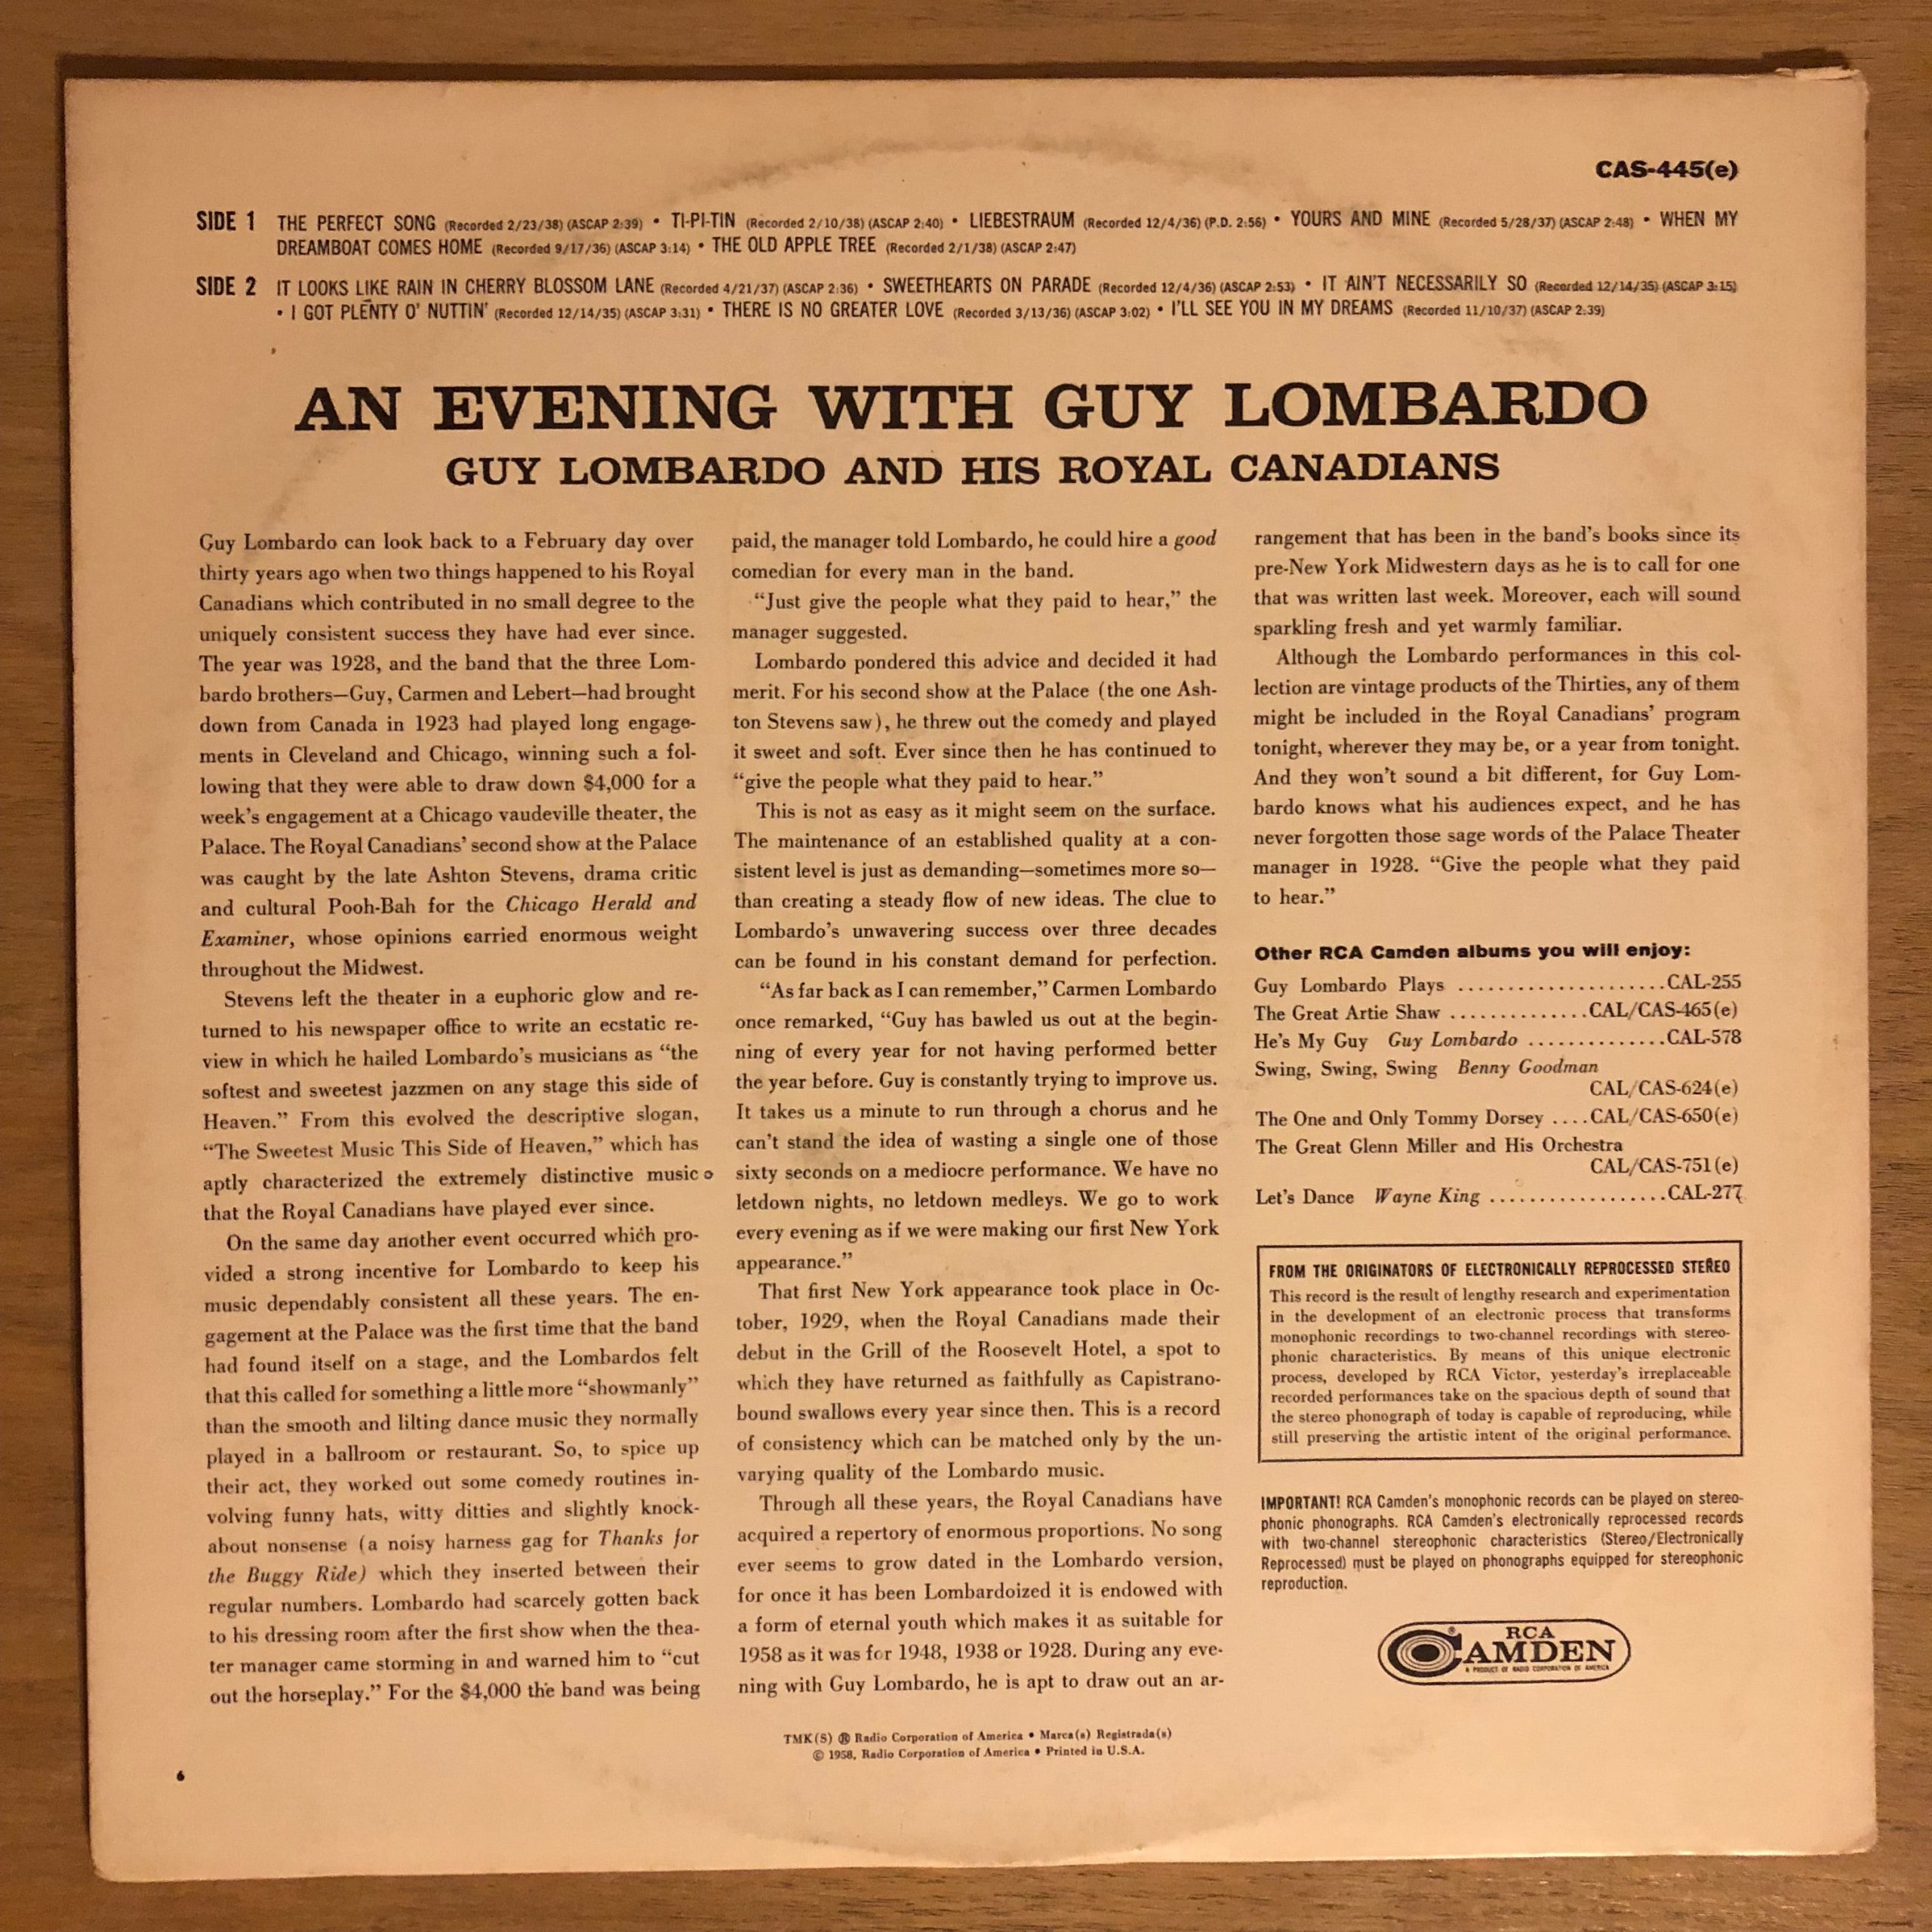 CAS-445(e)
SIDE 1 THE PERFECT SONG (Recorded 2/23/38) (ASCAP 2:39) • TI-PI-TIN (Recorded 2/10/38) (ASCAP 2:40) • LIEBESTRAUM (Recorded 12/4/36) (P.D. 2:56) • YOURS AND MINE (Recorded 5/28/37) (ASCAP 2:48) • WHEN MY
DREAMBOAT COMES HOME (Recorded 9/17/36) (ASCAP 3:14) • THE OLD APPLE TREE (Recorded 2/1/38) (ASCAP 2:47)
SIDE 2 IT LOOKS LIKE RAIN IN CHERRY BLOSSOM LANE (Recorded 4/21/37) (ASCAP 2:36) • SWEETHEARTS ON PARADE (Recorded 12/4/36) (ASCAP 2:53) • IT AIN'T NECESSARILY SO (Recorded 12/14/35) (ASCAP 3:15)
• I GOT PLENTY O' NUTTIN' (Recorded 12/14/35) (ASCAP 3:31) • THERE IS NO GREATER LOVE (Recorded 3/13/36) (ASCAP 3:02) • I'LL SEE YOU IN MY DREAMS (Recorded 11/10/37) (ASCAP 2:39)
AN EVENING WITH GUY LOMBARDO
GUY LOMBARDO AND HIS ROYAL CANADIANS
Guy Lombardo can look back to a February day over
thirty years ago when two things happened to his Royal
Canadians which contributed in no small degree to the
uniquely consistent success they have had ever since.
The year was 1928, and the band that the three Lom-
bardo brothers—Guy, Carmen and Lebert—had brought
down from Canada in 1923 had played long engage-
ments in Cleveland and Chicago, winning such a fol-
lowing that they were able to draw down $4,000 for a
week's engagement at a Chicago vaudeville theater, the
Palace. The Royal Canadians' second show at the Palace
was caught by the late Ashton Stevens, drama critic
and cultural Pooh-Bah for the Chicago Herald and
Examiner, whose opinions carried enormous weight
throughout the Midwest.
Stevens left the theater in a euphoric glow and re-
turned to his newspaper office to write an ecstatic re-
view in which he hailed Lombardo's musicians as "the
softest and sweetest jazzmen on any stage this side of
Heaven." From this evolved the descriptive slogan,
"The Sweetest Music This Side of Heaven," which has
aptly characterized the extremely distinctive music
that the Royal Canadians have played ever since.
On the same day another event occurred which pro-
vided a strong incentive for Lombardo to keep his
music dependably consistent all these years. The en-
gagement at the Palace was the first time that the band
had found itself on a stage, and the Lombardos felt
that this called for something a little more "showmanly"
than the smooth and lilting dance music they normally
played in a ballroom or restaurant. So, to spice up
their act, they worked out some comedy routines in-
volving funny hats, witty ditties and slightly knock-
about nonsense (a noisy harness gag for Thanks for
the Buggy Ride) which they inserted between their
regular numbers. Lombardo had scarcely gotten back
to his dressing room after the first show when the thea-
ter manager came storming in and warned him to "cut
out the horseplay." For the $4,000 the band was being
paid, the manager told Lombardo, he could hire a good
comedian for every man in the band.
"Just give the people what they paid to hear," the
manager suggested.
Lombardo pondered this advice and decided it had
merit. For his second show at the Palace (the one Ash-
ton Stevens saw), he threw out the comedy and played
it sweet and soft. Ever since then he has continued to
"give the people what they paid to hear."
This is not as easy as it might seem on the surface.
The maintenance of an established quality at a con-
sistent level is just as demanding—sometimes more so—
than creating a steady flow of new ideas. The clue to
Lombardo's unwavering success over three decades
can be found in his constant demand for perfection.
"As far back as I can remember," Carmen Lombardo
once remarked, "Guy has bawled us out at the begin-
ning of every year for not having performed better
the year before. Guy is constantly trying to improve us.
It takes us a minute to run through a chorus and he
can't stand the idea of wasting a single one of those
sixty seconds on a mediocre performance. We have no
letdown nights, no letdown medleys. We go to work
every evening as if we were making our first New York
appearance."
That first New York appearance took place in Oc-
tober, 1929, when the Royal Canadians made their
debut in the Grill of the Roosevelt Hotel, a spot to
which they have returned as faithfully as Capistrano-
bound swallows every year since then. This is a record
of consistency which can be matched only by the un-
varying quality of the Lombardo music.
Through all these years, the Royal Canadians have
acquired a repertory of enormous proportions. No song
ever seems to grow dated in the Lombardo version,
for once it has been Lombardoized it is endowed with
a form of eternal youth which makes it as suitable for
1958 as it was for 1948, 1938 or 1928. During any eve-
ning with Guy Lombardo, he is apt to draw out an ar-
rangement that has been in the band's books since its
pre-New York Midwestern days as he is to call for one
that was written last week. Moreover, each will sound
sparkling fresh and yet warmly familiar.
Although the Lombardo performances in this col-
lection are vintage products of the Thirties, any of them
might be included in the Royal Canadians' program
tonight, wherever they may be, or a year from tonight.
And they won't sound a bit different, for Guy Lom-
bardo knows what his audiences expect, and he has
never forgotten those sage words of the Palace Theater
manager in 1928. "Give the people what they paid
to hear."
Other RCA Camden albums you will enjoy:
Guy Lombardo Plays .....................CAL-255
The Great Artie Shaw ..............CAL/CAS-465(e)
He's My Guy Guy Lombardo ..............CAL-578
Swing, Swing, Swing Benny Goodman
CAL/CAS-624(e)
The One and Only Tommy Dorsey ....CAL/CAS-650(e)
The Great Glenn Miller and His Orchestra
CAL/CAS-751(e)
Let's Dance Wayne King ..................CAL-277
FROM THE ORIGINATORS OF ELECTRONICALLY REPROCESSED STEREO
This record is the result of lengthy research and experimentation
in the development of an electronic process that transforms
monophonic recordings to two-channel recordings with stereo-
phonic characteristics. By means of this unique electronic
process, developed by RCA Victor, yesterday's irreplaceable
recorded performances take on the spacious depth of sound that
the stereo phonograph of today is capable of reproducing, while
still preserving the artistic intent of the original performance.
IMPORTANT! RCA Camden's monophonic records can be played on stereo-
phonic phonographs. RCA Camden's electronically reprocessed records
with two-channel stereophonic characteristics (Stereo/Electronically
Reprocessed) must be played on phonographs equipped for stereophonic
reproduction.
RCA
CAMDEN
®
A PRODUCT OF RADIO CORPORATION OF AMERICA
TMK(S) ® Radio Corporation of America • Marca(s) Registrada(s)
© 1958, Radio Corporation of America • Printed in U.S.A.
6